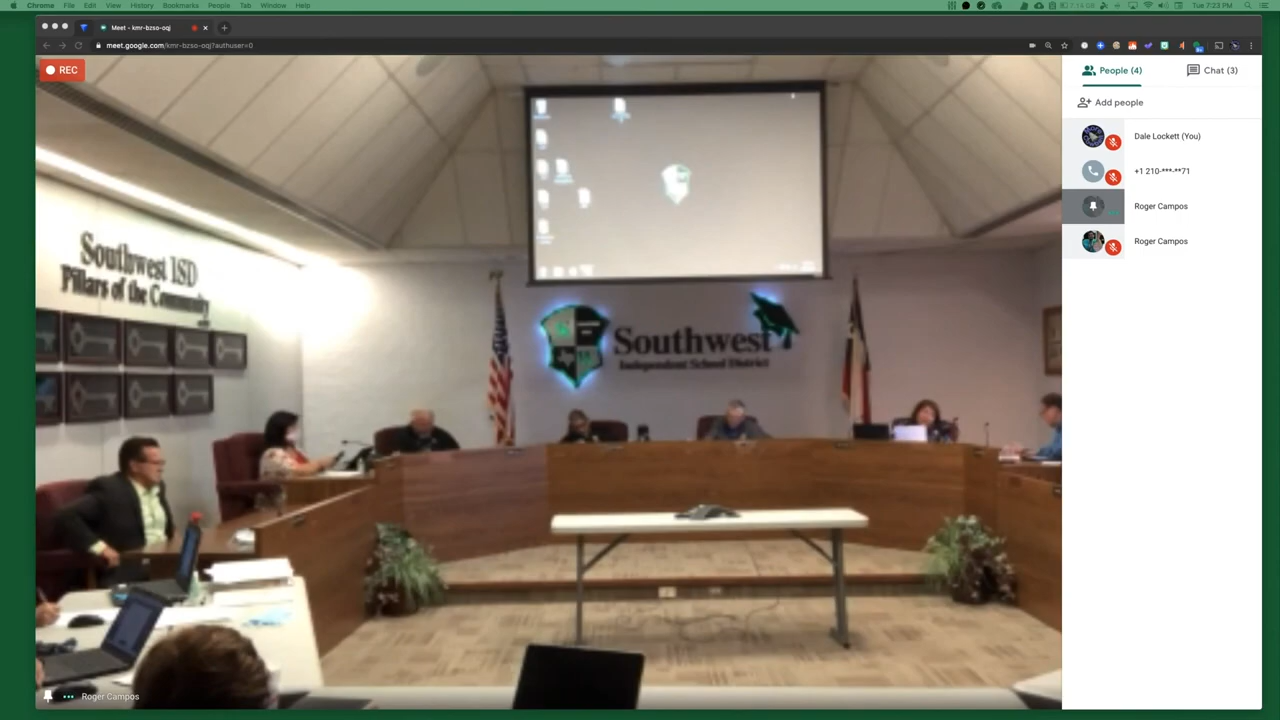 Chrome File Edit View History Bookmarks People Tab Window Help
Tue 7:23 PM
Meet - kmr-bzso-oqj
meet.google.com/kmr-bzso-oqj?authuser=0
REC
People (4)
Chat (3)
Add people
Dale Lockett (You)
+1 210-***-**71
Roger Campos
Roger Campos
Southwest ISD
Pillars of the Community
Southwest
Independent School District
Roger Campos